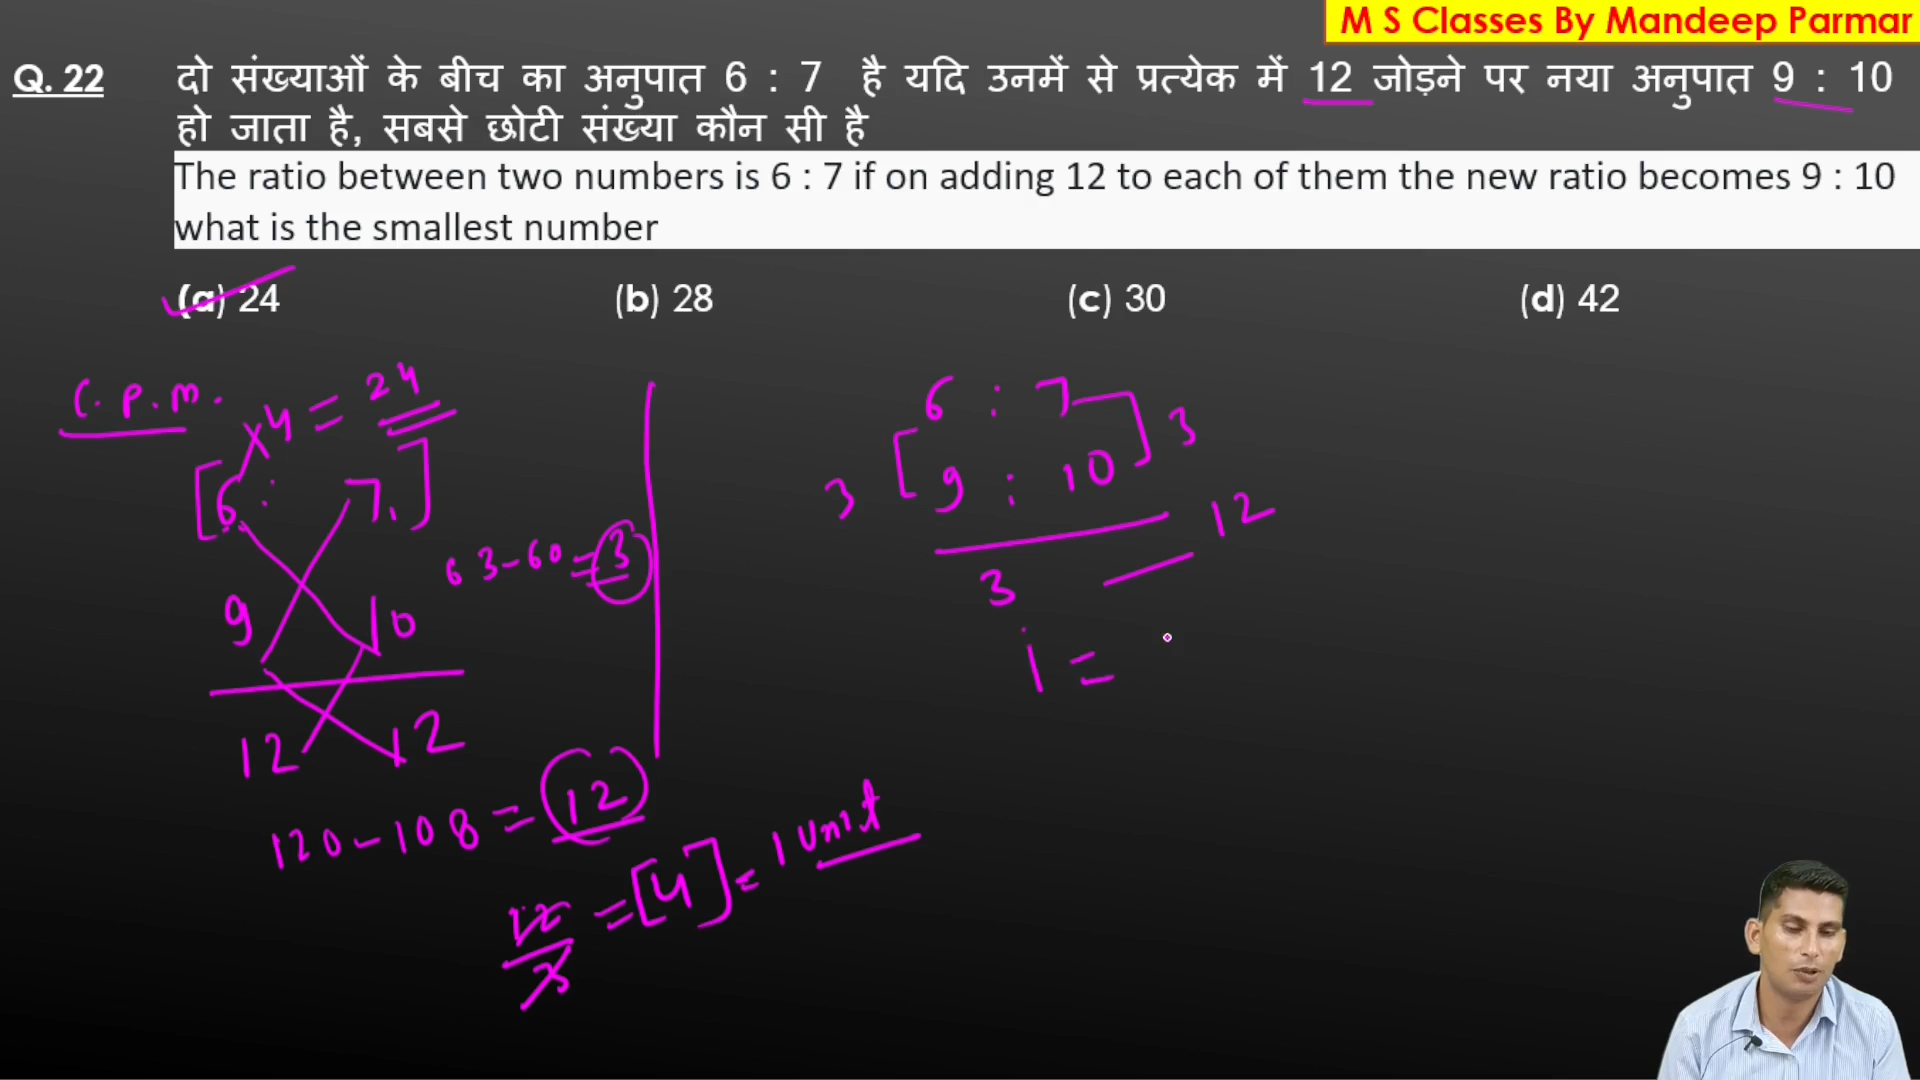 M S Classes By Mandeep Parmar
Q. 22 दो संख्याओं के बीच का अनुपात 6 : 7 है यदि उनमें से प्रत्येक में 12 जोड़ने पर नया अनुपात 9 : 10
हो जाता है, सबसे छोटी संख्या कौन सी है
The ratio between two numbers is 6 : 7 if on adding 12 to each of them the new ratio becomes 9 : 10
what is the smallest number
(a) 24 (b) 28 (c) 30 (d) 42
C.P.M.
×4 = 24
[6 : 7]
63-60 = 3
9 10
12 12
120-108 = 12
12/3 = [4] = 1 unit
6 : 7
3 [9 : 10] 3
3 — 12
1 =